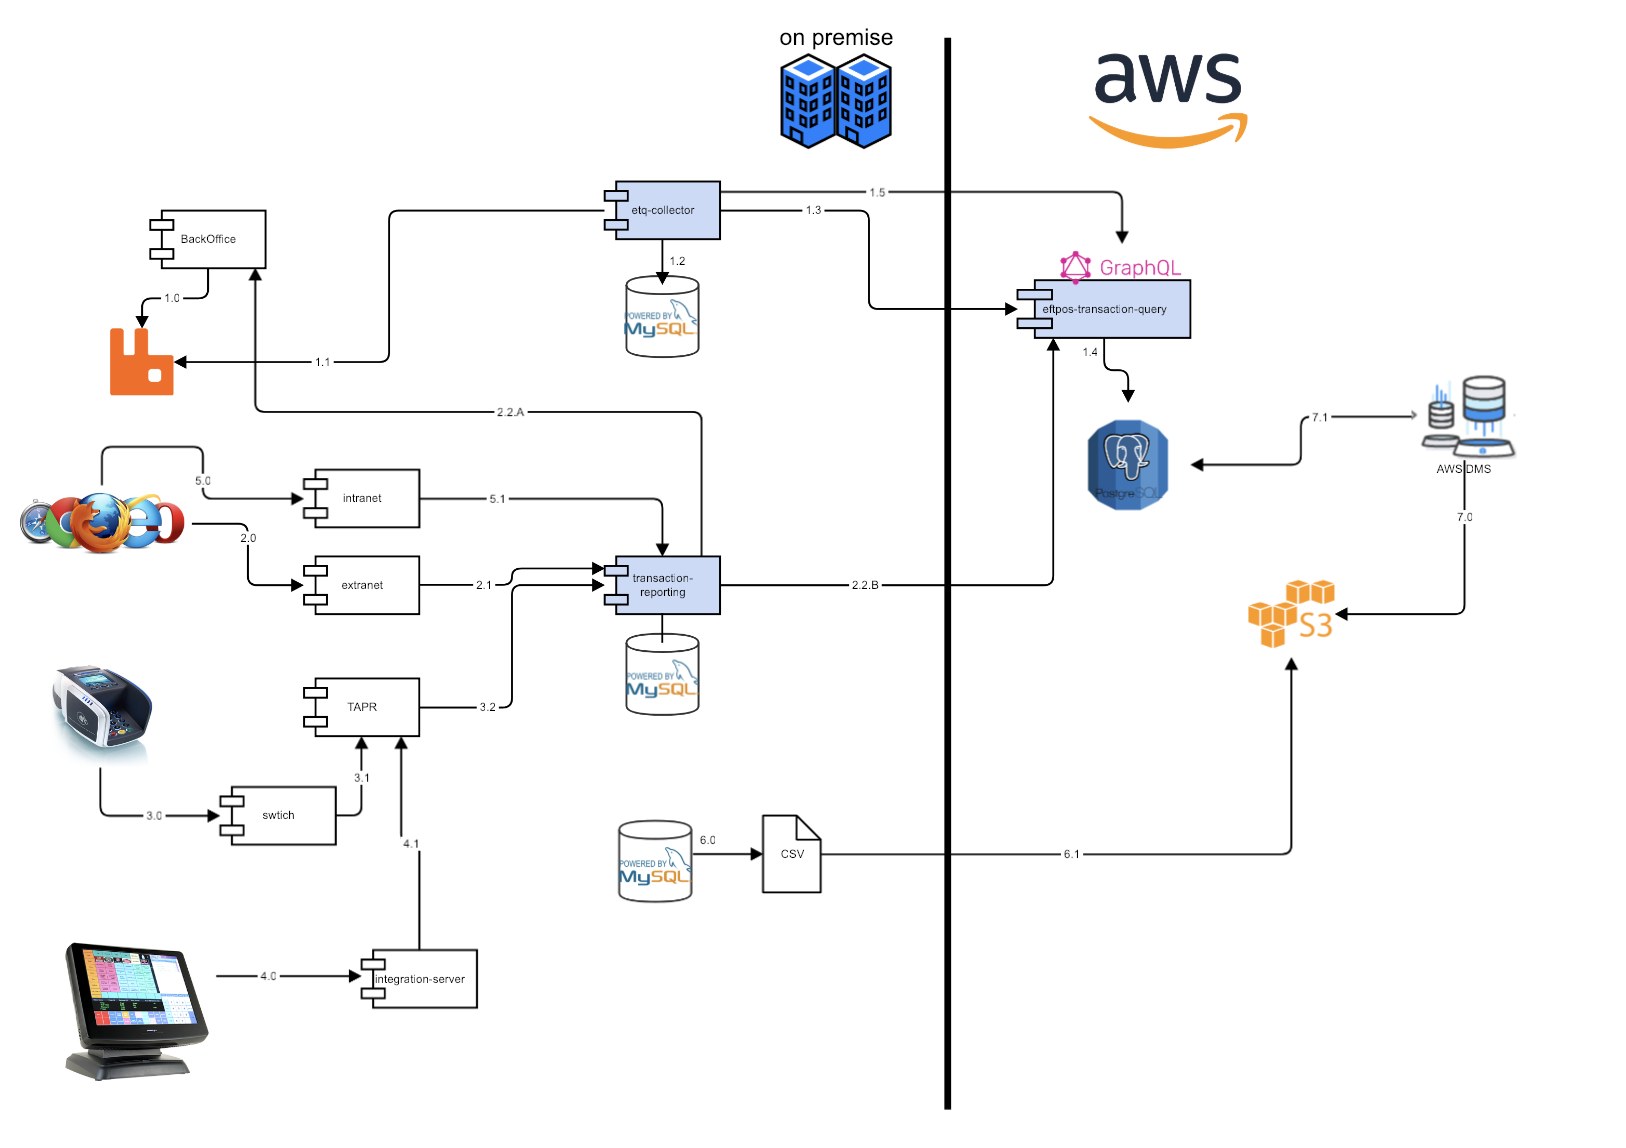 on premise
aws
etq-collector
1.5
1.3
BackOffice
1.2
GraphQL
1.0
POWERED BY
MySQL
eftpos-transaction-query
1.1
1.4
2.2.A
7.1
5.0
intranet
5.1
PostgreSQL
AWS DMS
7.0
2.0
extranet
2.1
transaction-
reporting
2.2.B
S3
POWERED BY
MySQL
TAPR
3.2
3.1
3.0
swtich
4.1
6.0
POWERED BY
MySQL
CSV
6.1
4.0
integration-server